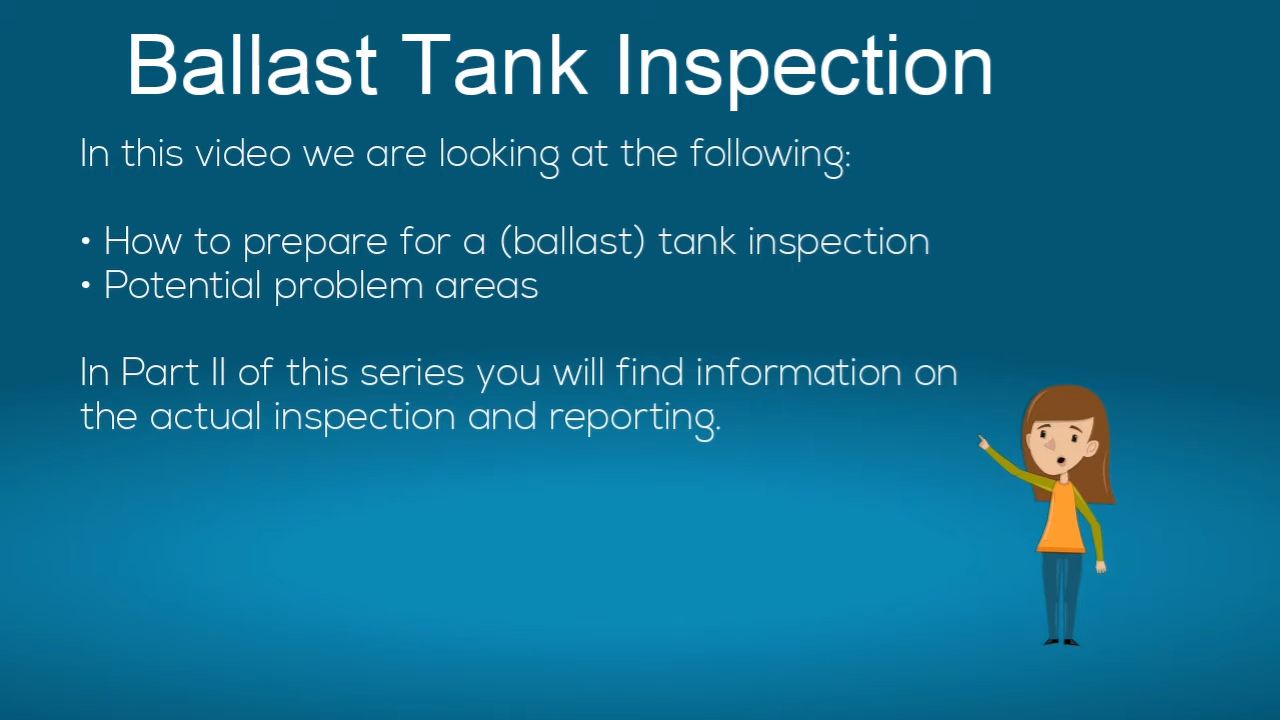 Ballast Tank Inspection
In this video we are looking at the following:
• How to prepare for a (ballast) tank inspection
• Potential problem areas
In Part II of this series you will find information on
the actual inspection and reporting.